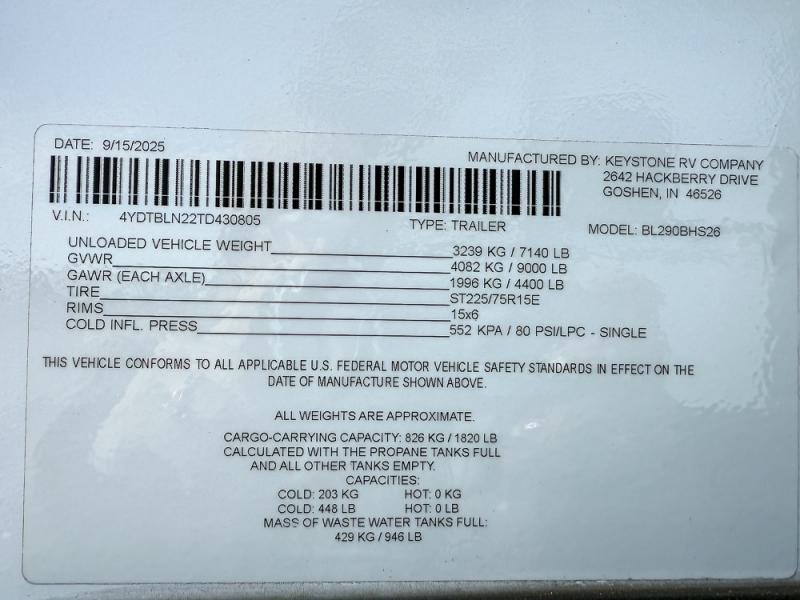 DATE: 9/15/2025
MANUFACTURED BY: KEYSTONE RV COMPANY
2642 HACKBERRY DRIVE
GOSHEN, IN 46526
V.I.N.: 4YDTBLN22TD430805 TYPE: TRAILER MODEL: BL290BHS26
UNLOADED VEHICLE WEIGHT 3239 KG / 7140 LB
GVWR 4082 KG / 9000 LB
GAWR (EACH AXLE) 1996 KG / 4400 LB
TIRE ST225/75R15E
RIMS 15x6
COLD INFL. PRESS 552 KPA / 80 PSI/LPC - SINGLE
THIS VEHICLE CONFORMS TO ALL APPLICABLE U.S. FEDERAL MOTOR VEHICLE SAFETY STANDARDS IN EFFECT ON THE
DATE OF MANUFACTURE SHOWN ABOVE.
ALL WEIGHTS ARE APPROXIMATE.
CARGO-CARRYING CAPACITY: 826 KG / 1820 LB
CALCULATED WITH THE PROPANE TANKS FULL
AND ALL OTHER TANKS EMPTY.
CAPACITIES:
COLD: 203 KG HOT: 0 KG
COLD: 448 LB HOT: 0 LB
MASS OF WASTE WATER TANKS FULL:
429 KG / 946 LB